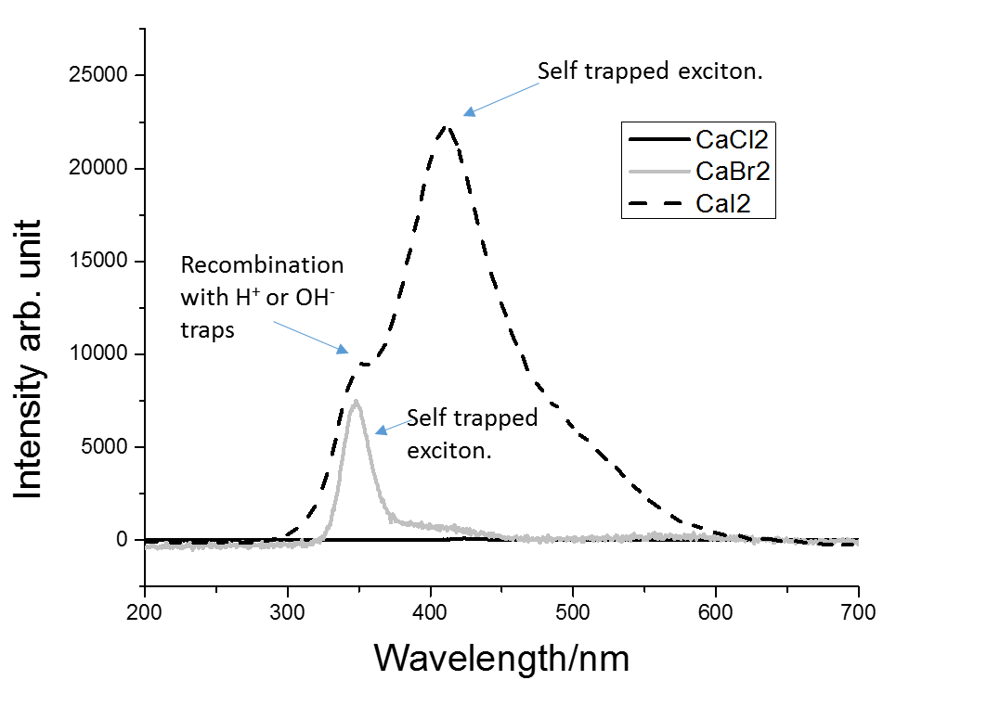 Self trapped exciton.
CaCl2
CaBr2
CaI2
Recombination
with H⁺ or OH⁻
traps
Self trapped
exciton.
Intensity arb. unit
25000
20000
15000
10000
5000
0
200
300
400
500
600
700
Wavelength/nm